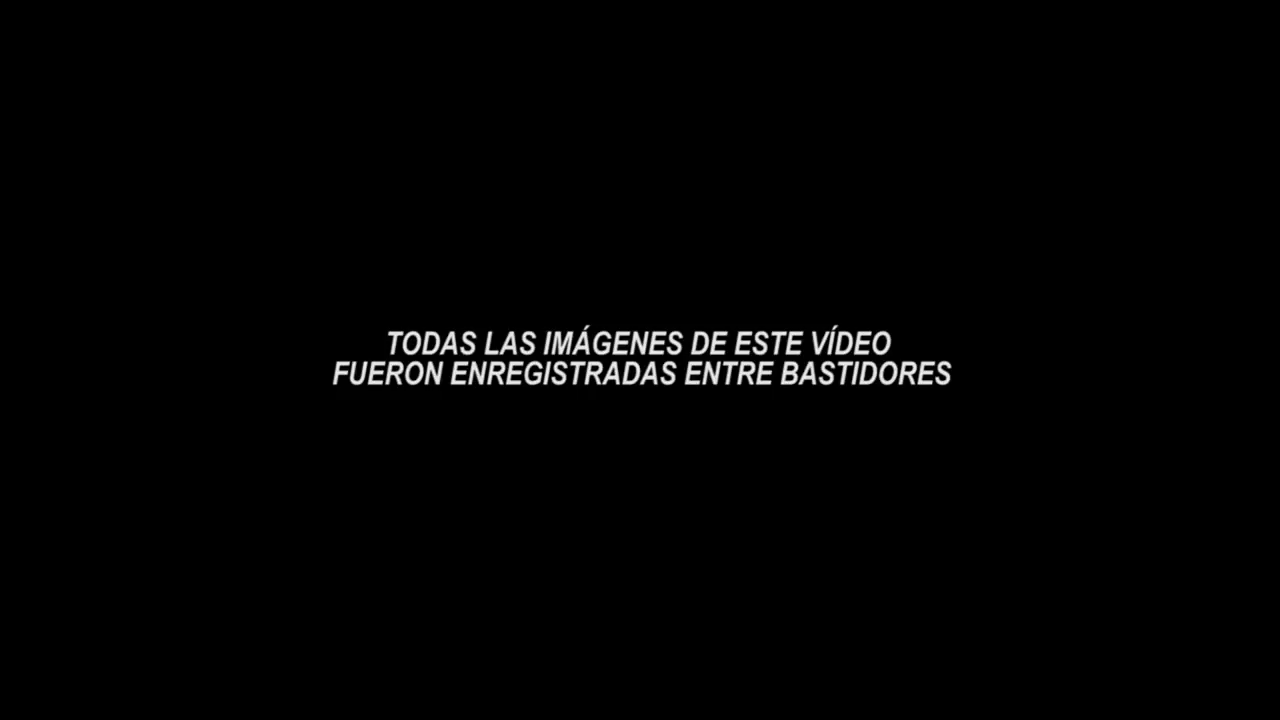 TODAS LAS IMÁGENES DE ESTE VÍDEO
FUERON ENREGISTRADAS ENTRE BASTIDORES